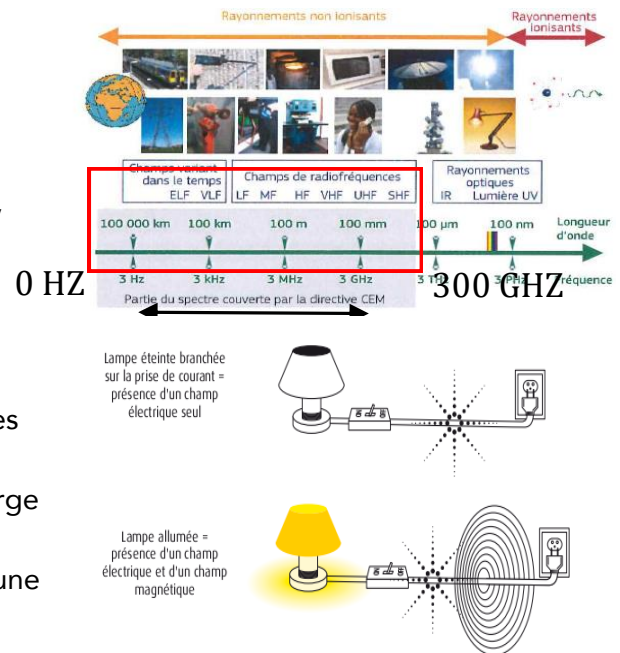 Rayonnements non ionisants
Rayonnements
ionisants
Champs variant
dans le temps
ELF VLF
Champs de radiofréquences
LF MF HF VHF UHF SHF
Rayonnements
optiques
IR Lumière UV
100 000 km 100 km 100 m 100 mm 100 µm 100 nm Longueur
d'onde
0 HZ 3 Hz 3 kHz 3 MHz 3 GHz 300 GHZ Fréquence
Partie du spectre couverte par la directive CEM
Lampe éteinte branchée
sur la prise de courant =
présence d'un champ
électrique seul
es
rge
une
Lampe allumée =
présence d'un champ
électrique et d'un champ
magnétique